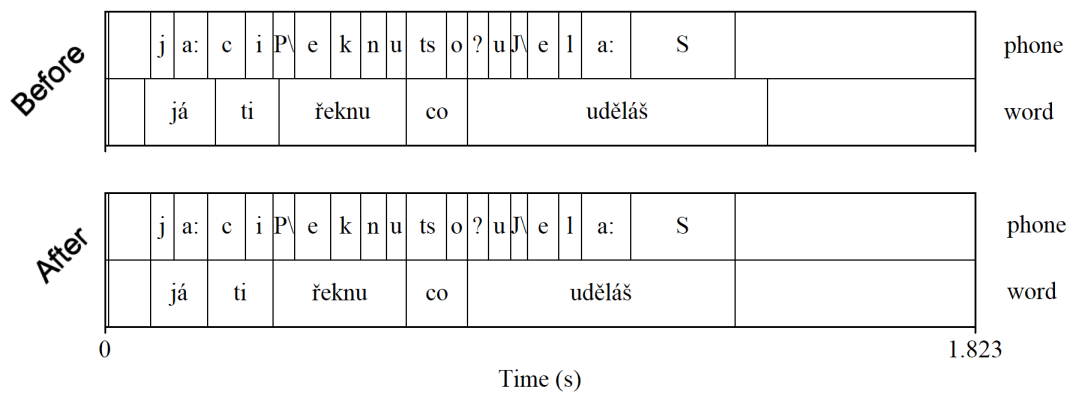 Before
j a: c i P\ e k n u ts o ? u J\ e l a: S phone
já ti řeknu co uděláš word
After
j a: c i P\ e k n u ts o ? u J\ e l a: S phone
já ti řeknu co uděláš word
0 1.823
Time (s)